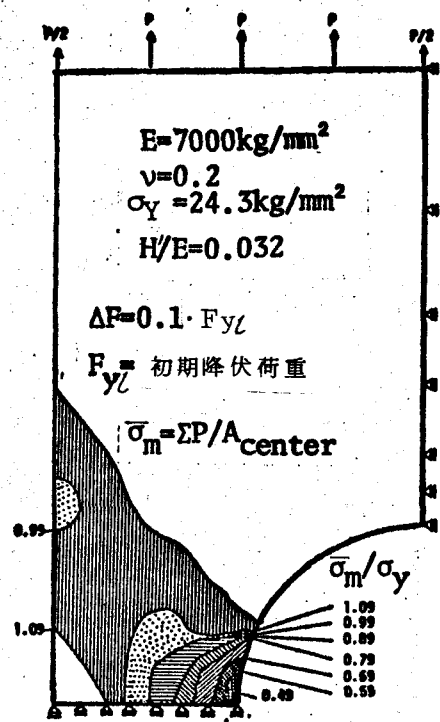 P/2 P P P P/2
E=7000kg/mm²
ν=0.2
σY =24.3kg/mm²
H'/E=0.032
ΔF=0.1·Fyl
Fyl= 初期降伏荷重
σ̅m=ΣP/Acenter
σ̅m/σy
0.99
1.09
1.09
0.99
0.89
0.79
0.69
0.59
0.49